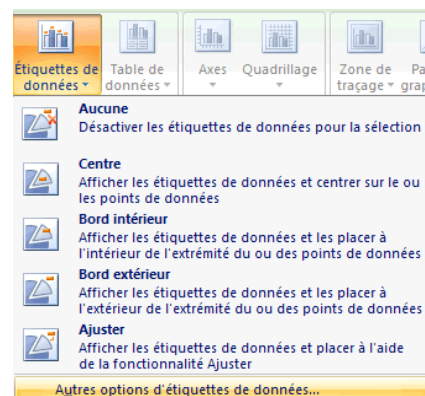 Étiquettes de
données
Table de
données
Axes
Quadrillage
Zone de
traçage
Aucune
Désactiver les étiquettes de données pour la sélection
Centre
Afficher les étiquettes de données et centrer sur le ou
les points de données
Bord intérieur
Afficher les étiquettes de données et les placer à
l'intérieur de l'extrémité du ou des points de données
Bord extérieur
Afficher les étiquettes de données et les placer à
l'extérieur de l'extrémité du ou des points de données
Ajuster
Afficher les étiquettes de données et placer à l'aide
de la fonctionnalité Ajuster
Autres options d'étiquettes de données...